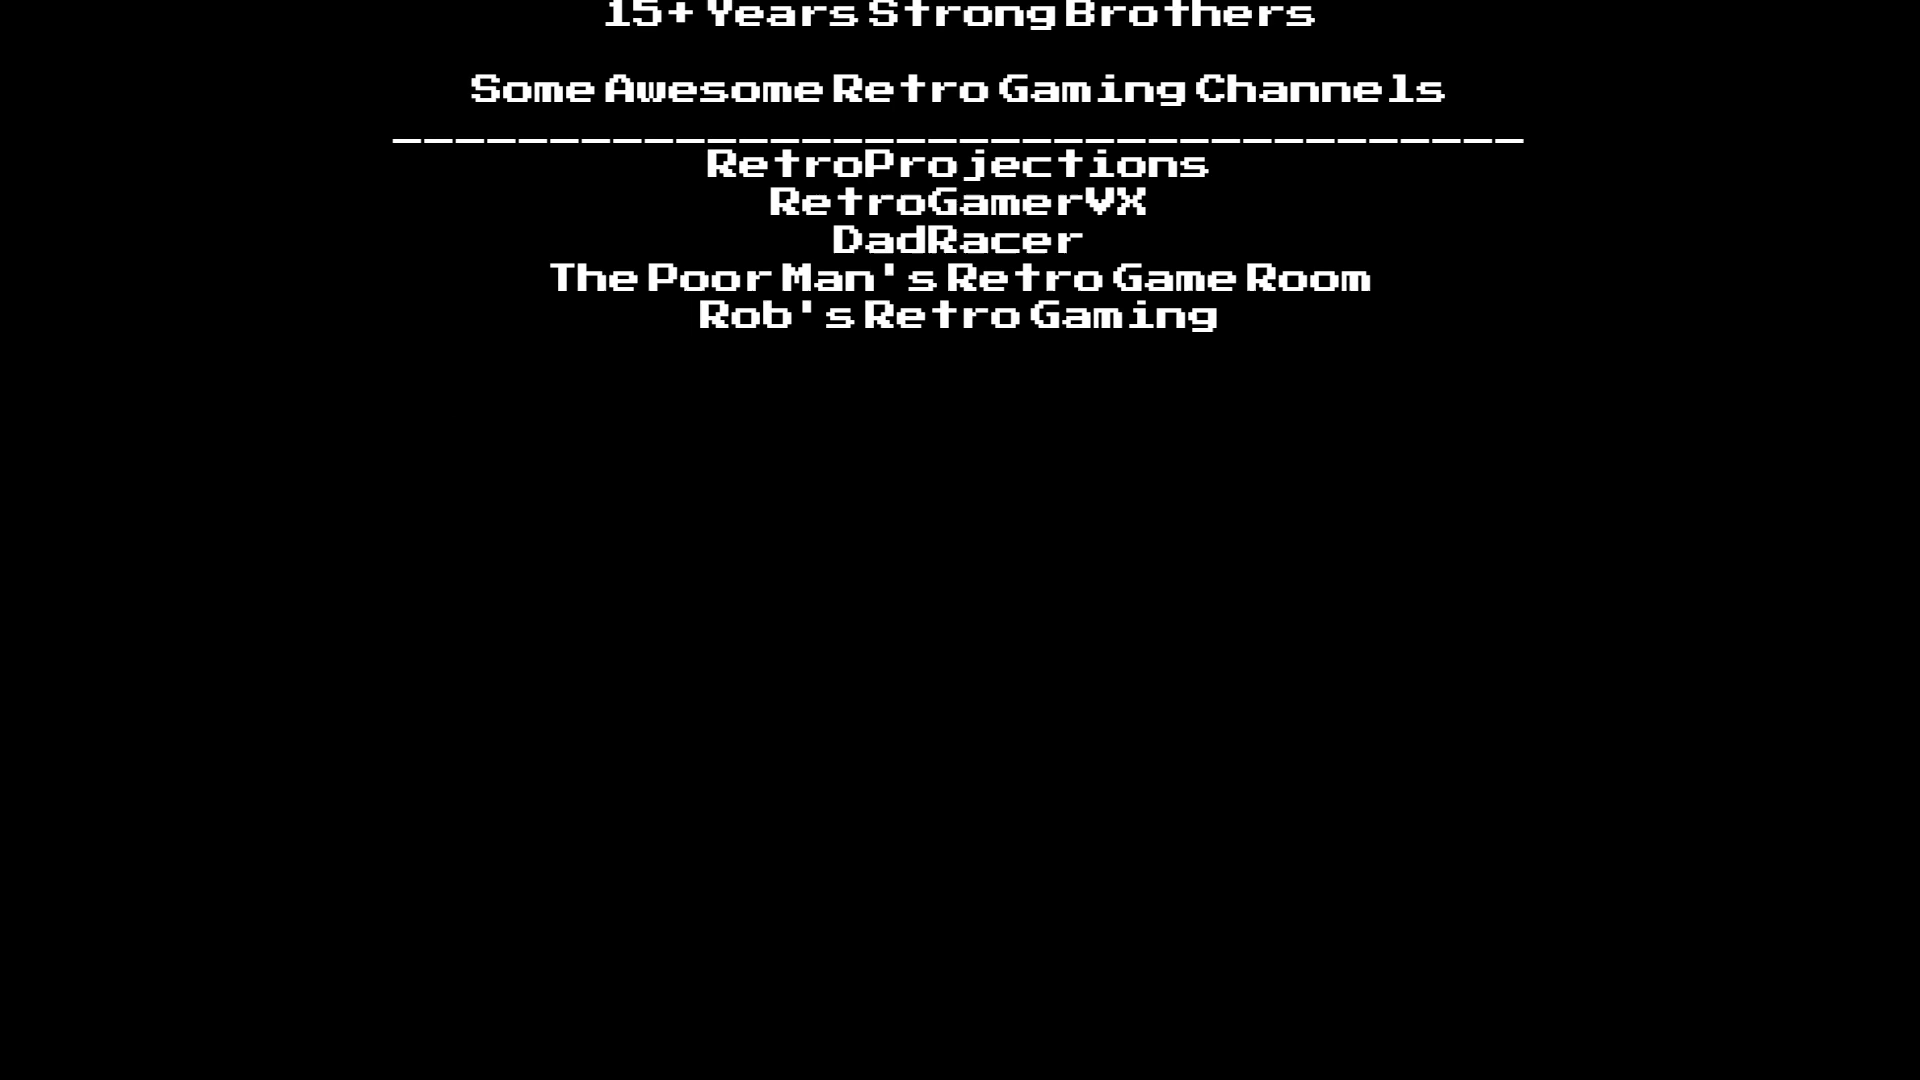 15+ Years Strong Brothers
Some Awesome Retro Gaming Channels
____________________________________
RetroProjections
RetroGamerVX
DadRacer
The Poor Man's Retro Game Room
Rob's Retro Gaming